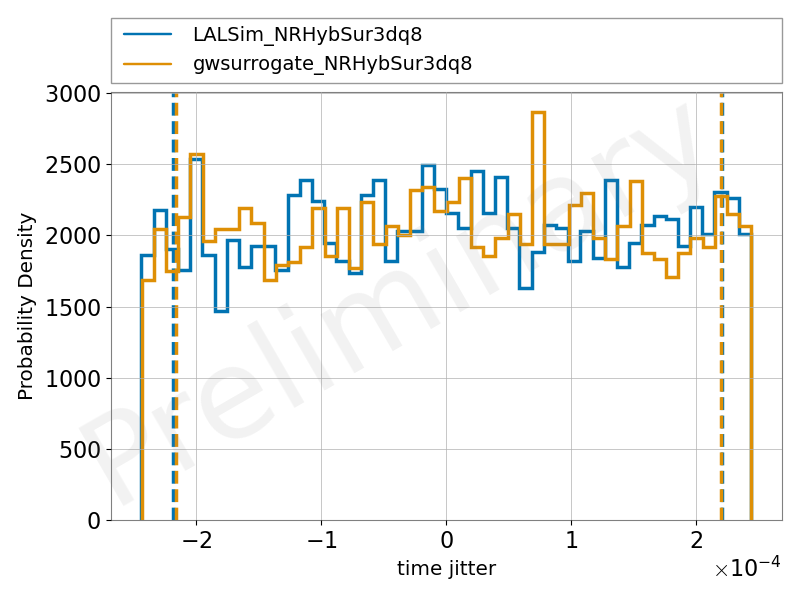 LALSim_NRHybSur3dq8
gwsurrogate_NRHybSur3dq8
Preliminary
Probability Density
3000
2500
2000
1500
1000
500
0
−2 −1 0 1 2
time jitter
×10⁻⁴